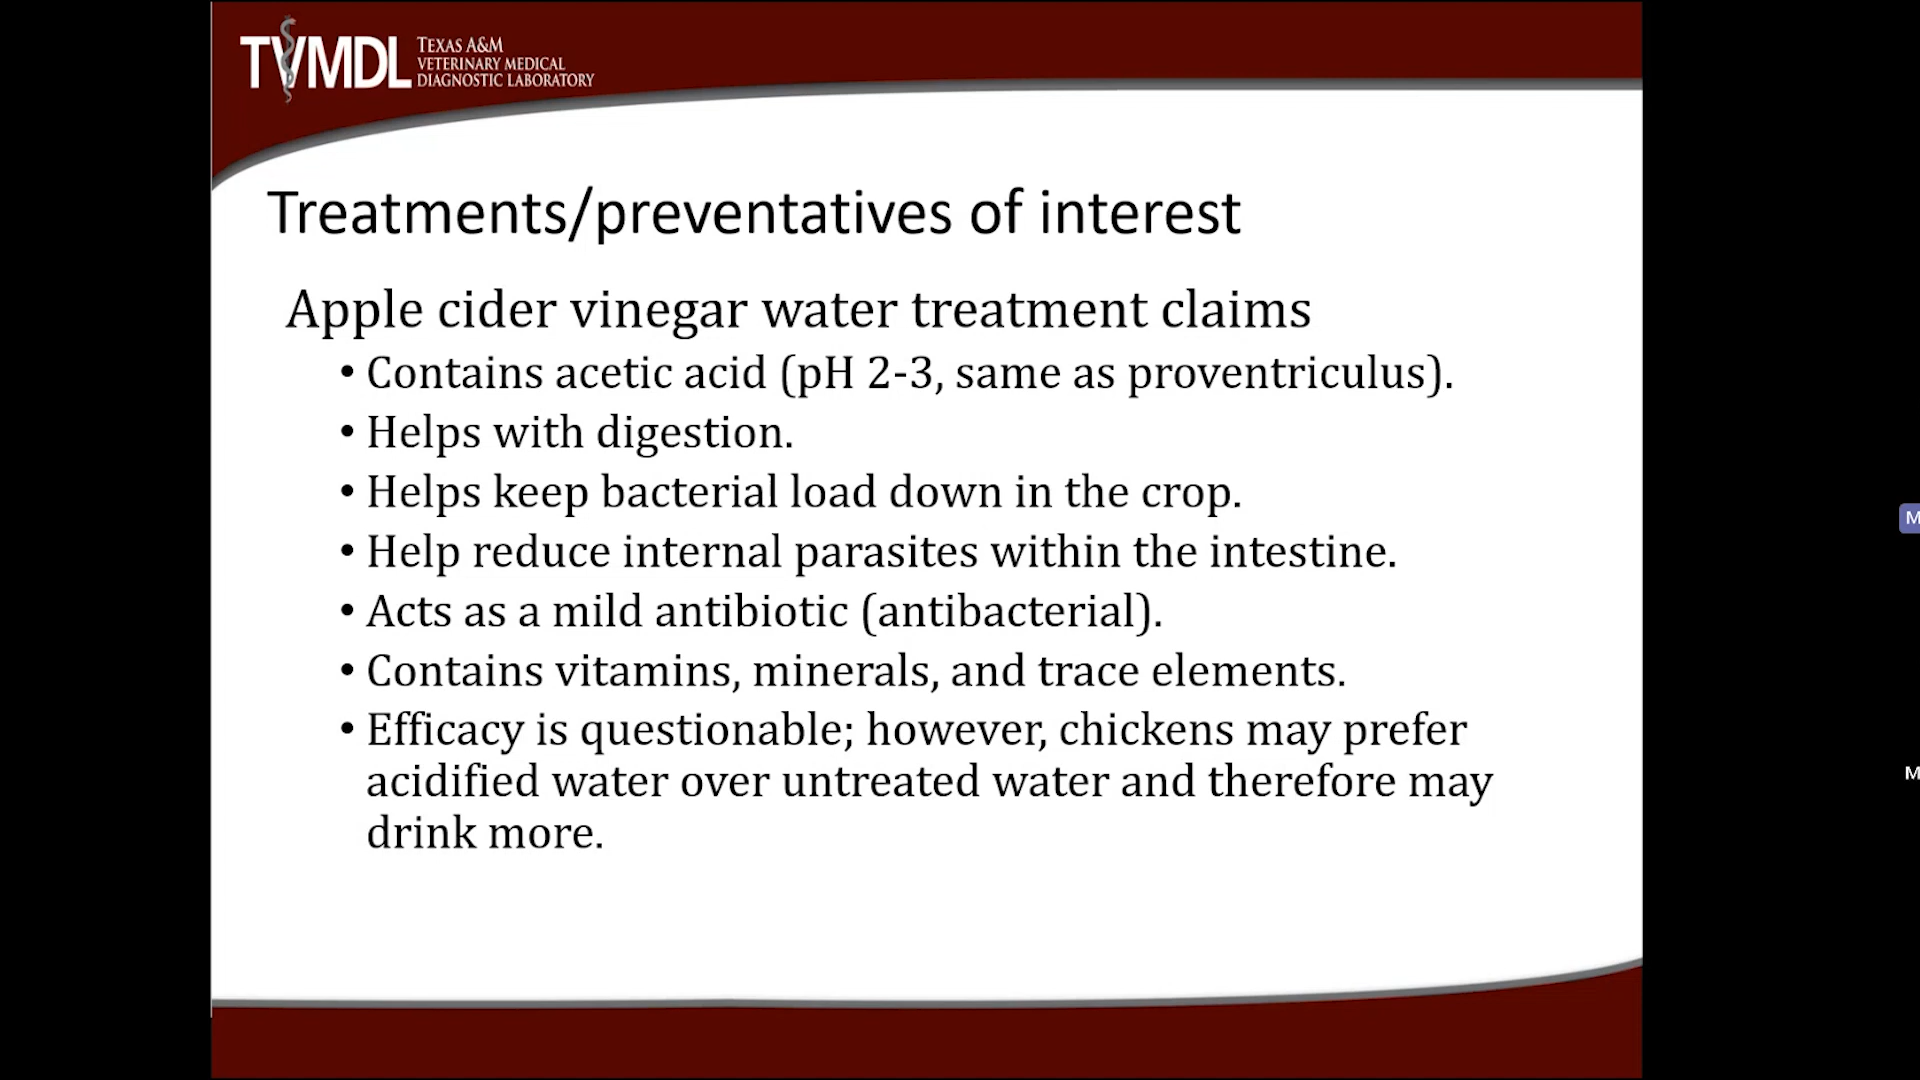 TVMDL
TEXAS A&M
VETERINARY MEDICAL
DIAGNOSTIC LABORATORY
Treatments/preventatives of interest
Apple cider vinegar water treatment claims
• Contains acetic acid (pH 2-3, same as proventriculus).
• Helps with digestion.
• Helps keep bacterial load down in the crop.
• Help reduce internal parasites within the intestine.
• Acts as a mild antibiotic (antibacterial).
• Contains vitamins, minerals, and trace elements.
• Efficacy is questionable; however, chickens may prefer
acidified water over untreated water and therefore may
drink more.
M
M